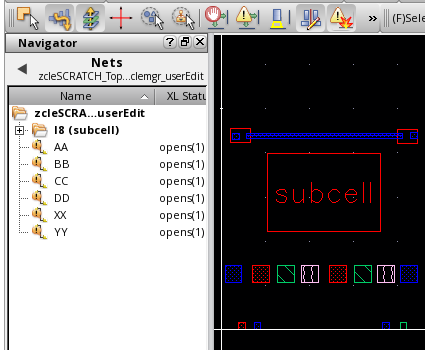 » (F)Sele
Navigator
Nets
zcleSCRATCH_Top...clemgr_userEdit
Name XL Statu
zcleSCRA...userEdit
I8 (subcell)
AA opens(1)
BB opens(1)
CC opens(1)
DD opens(1)
XX opens(1)
YY opens(1)
subcell